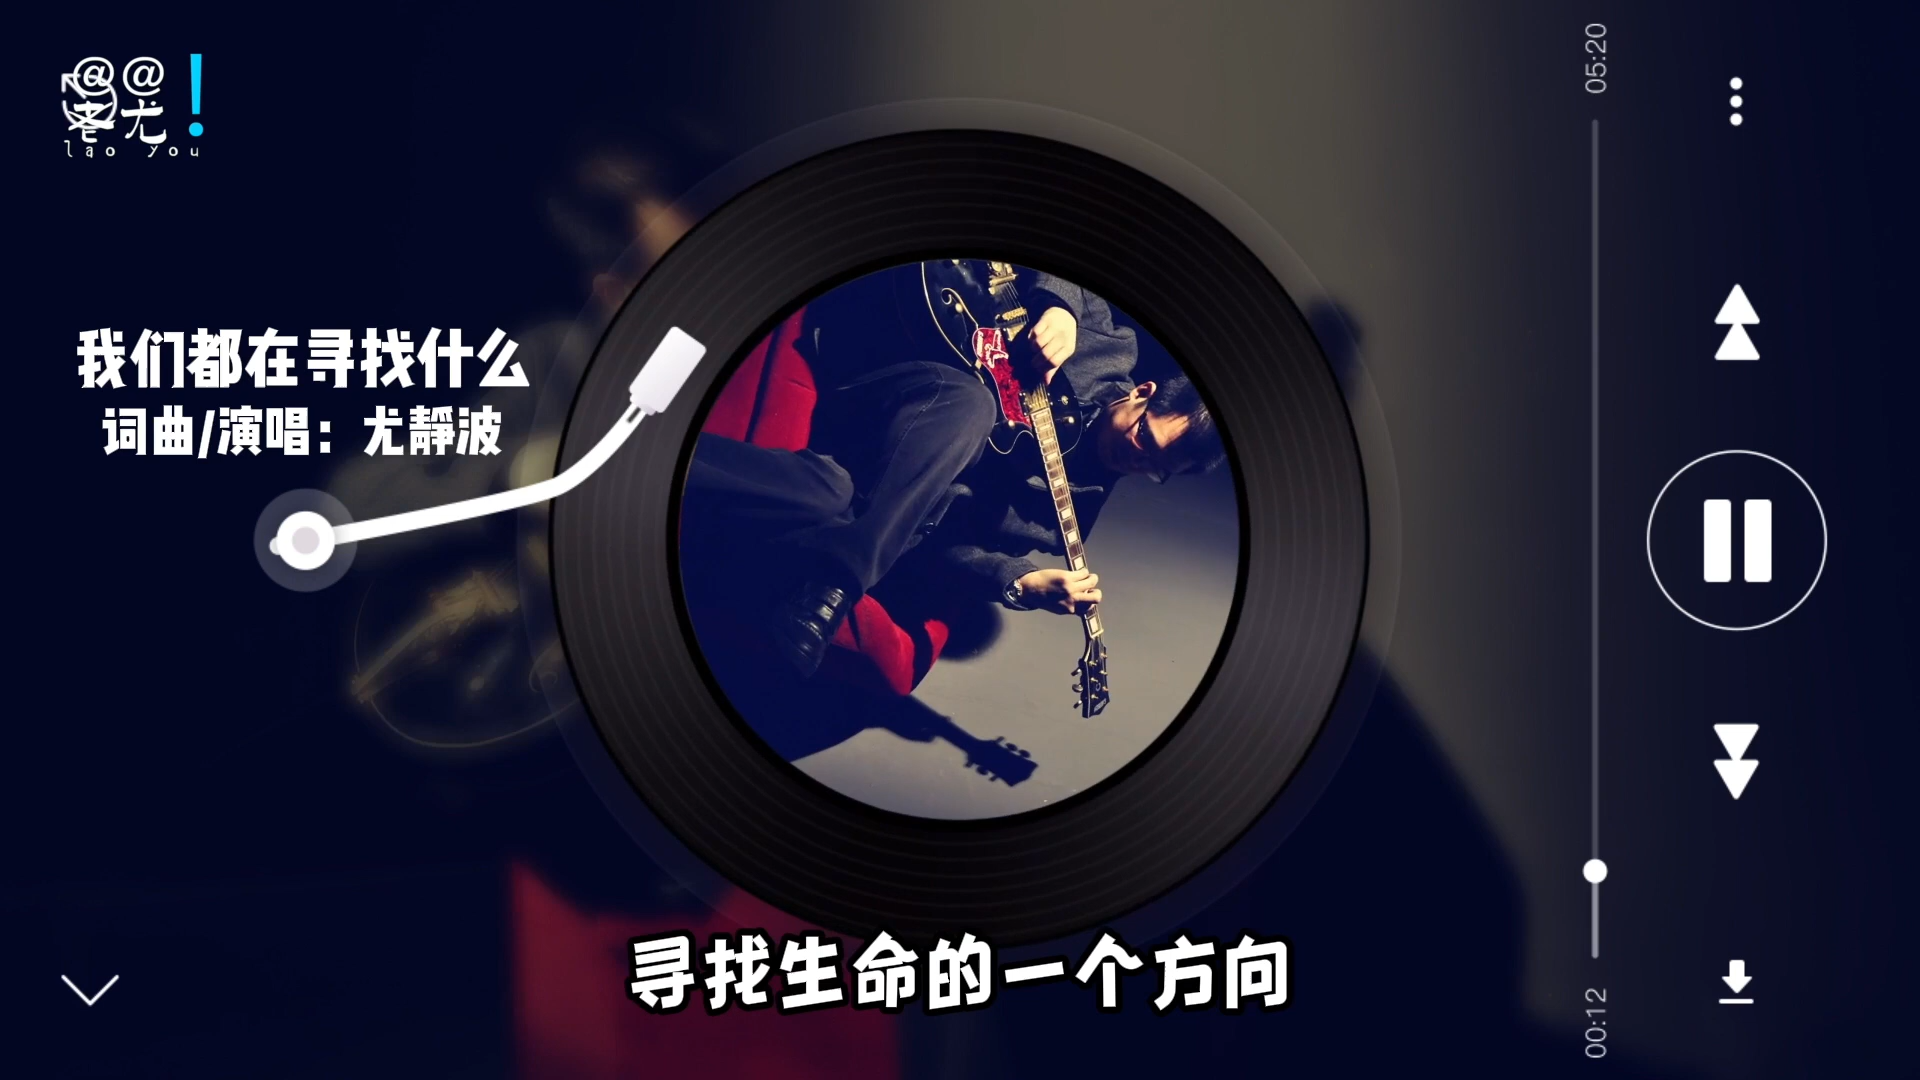 @@
老尤!
lao you
我们都在寻找什么
词曲/演唱：尤静波
05:20
00:12
寻找生命的一个方向